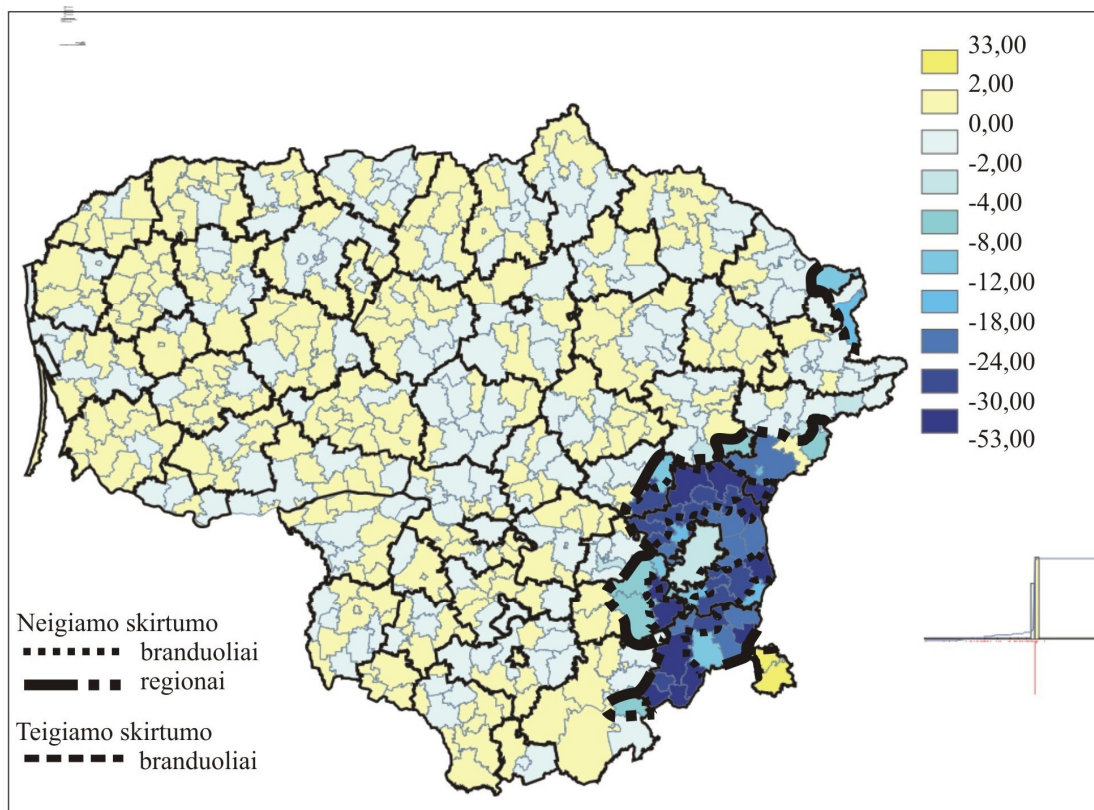 33,00
2,00
0,00
-2,00
-4,00
-8,00
-12,00
-18,00
-24,00
-30,00
-53,00
Neigiamo skirtumo
branduoliai
regionai
Teigiamo skirtumo
branduoliai